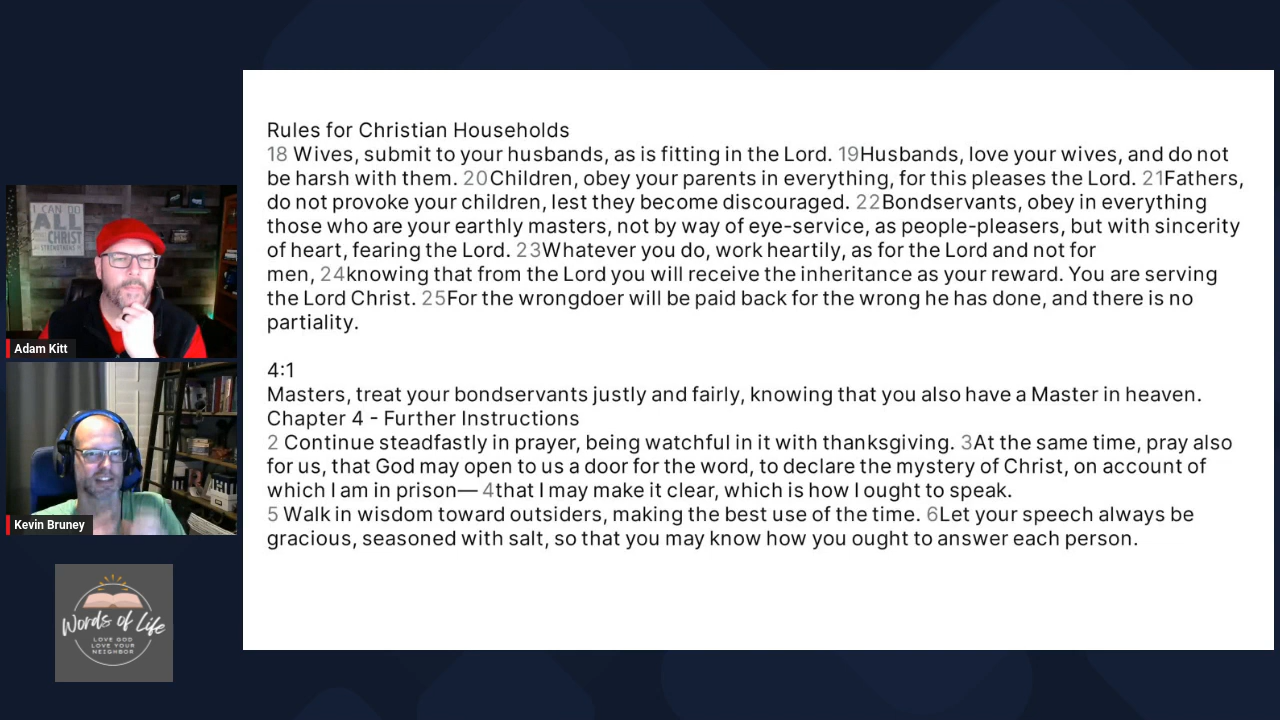 Rules for Christian Households
18 Wives, submit to your husbands, as is fitting in the Lord. 19Husbands, love your wives, and do not
be harsh with them. 20Children, obey your parents in everything, for this pleases the Lord. 21Fathers,
do not provoke your children, lest they become discouraged. 22Bondservants, obey in everything
those who are your earthly masters, not by way of eye-service, as people-pleasers, but with sincerity
of heart, fearing the Lord. 23Whatever you do, work heartily, as for the Lord and not for
men, 24knowing that from the Lord you will receive the inheritance as your reward. You are serving
the Lord Christ. 25For the wrongdoer will be paid back for the wrong he has done, and there is no
partiality.
4:1
Masters, treat your bondservants justly and fairly, knowing that you also have a Master in heaven.
Chapter 4 - Further Instructions
2 Continue steadfastly in prayer, being watchful in it with thanksgiving. 3At the same time, pray also
for us, that God may open to us a door for the word, to declare the mystery of Christ, on account of
which I am in prison— 4that I may make it clear, which is how I ought to speak.
5 Walk in wisdom toward outsiders, making the best use of the time. 6Let your speech always be
gracious, seasoned with salt, so that you may know how you ought to answer each person.
I CAN DO
ALL
CHRIST
Adam Kitt
Kevin Bruney
Words of Life
LOVE GOD
LOVE YOUR
NEIGHBOR